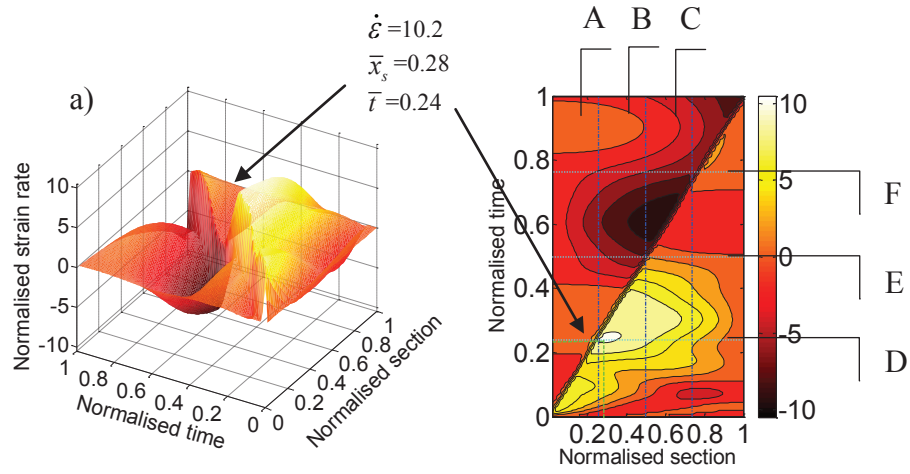 a)
ε̇ =10.2
x̄ₛ =0.28
t̄ =0.24
Normalised strain rate
10
5
0
-5
-10
1
0.8
0.6
0.4
0.2
0
Normalised time
0
0.2
0.4
0.6
0.8
1
Normalised section
A B C
Normalised time
1
0.8
0.6
0.4
0.2
0
0.2 0.4 0.6 0.8 1
Normalised section
10
5
0
-5
-10
F
E
D